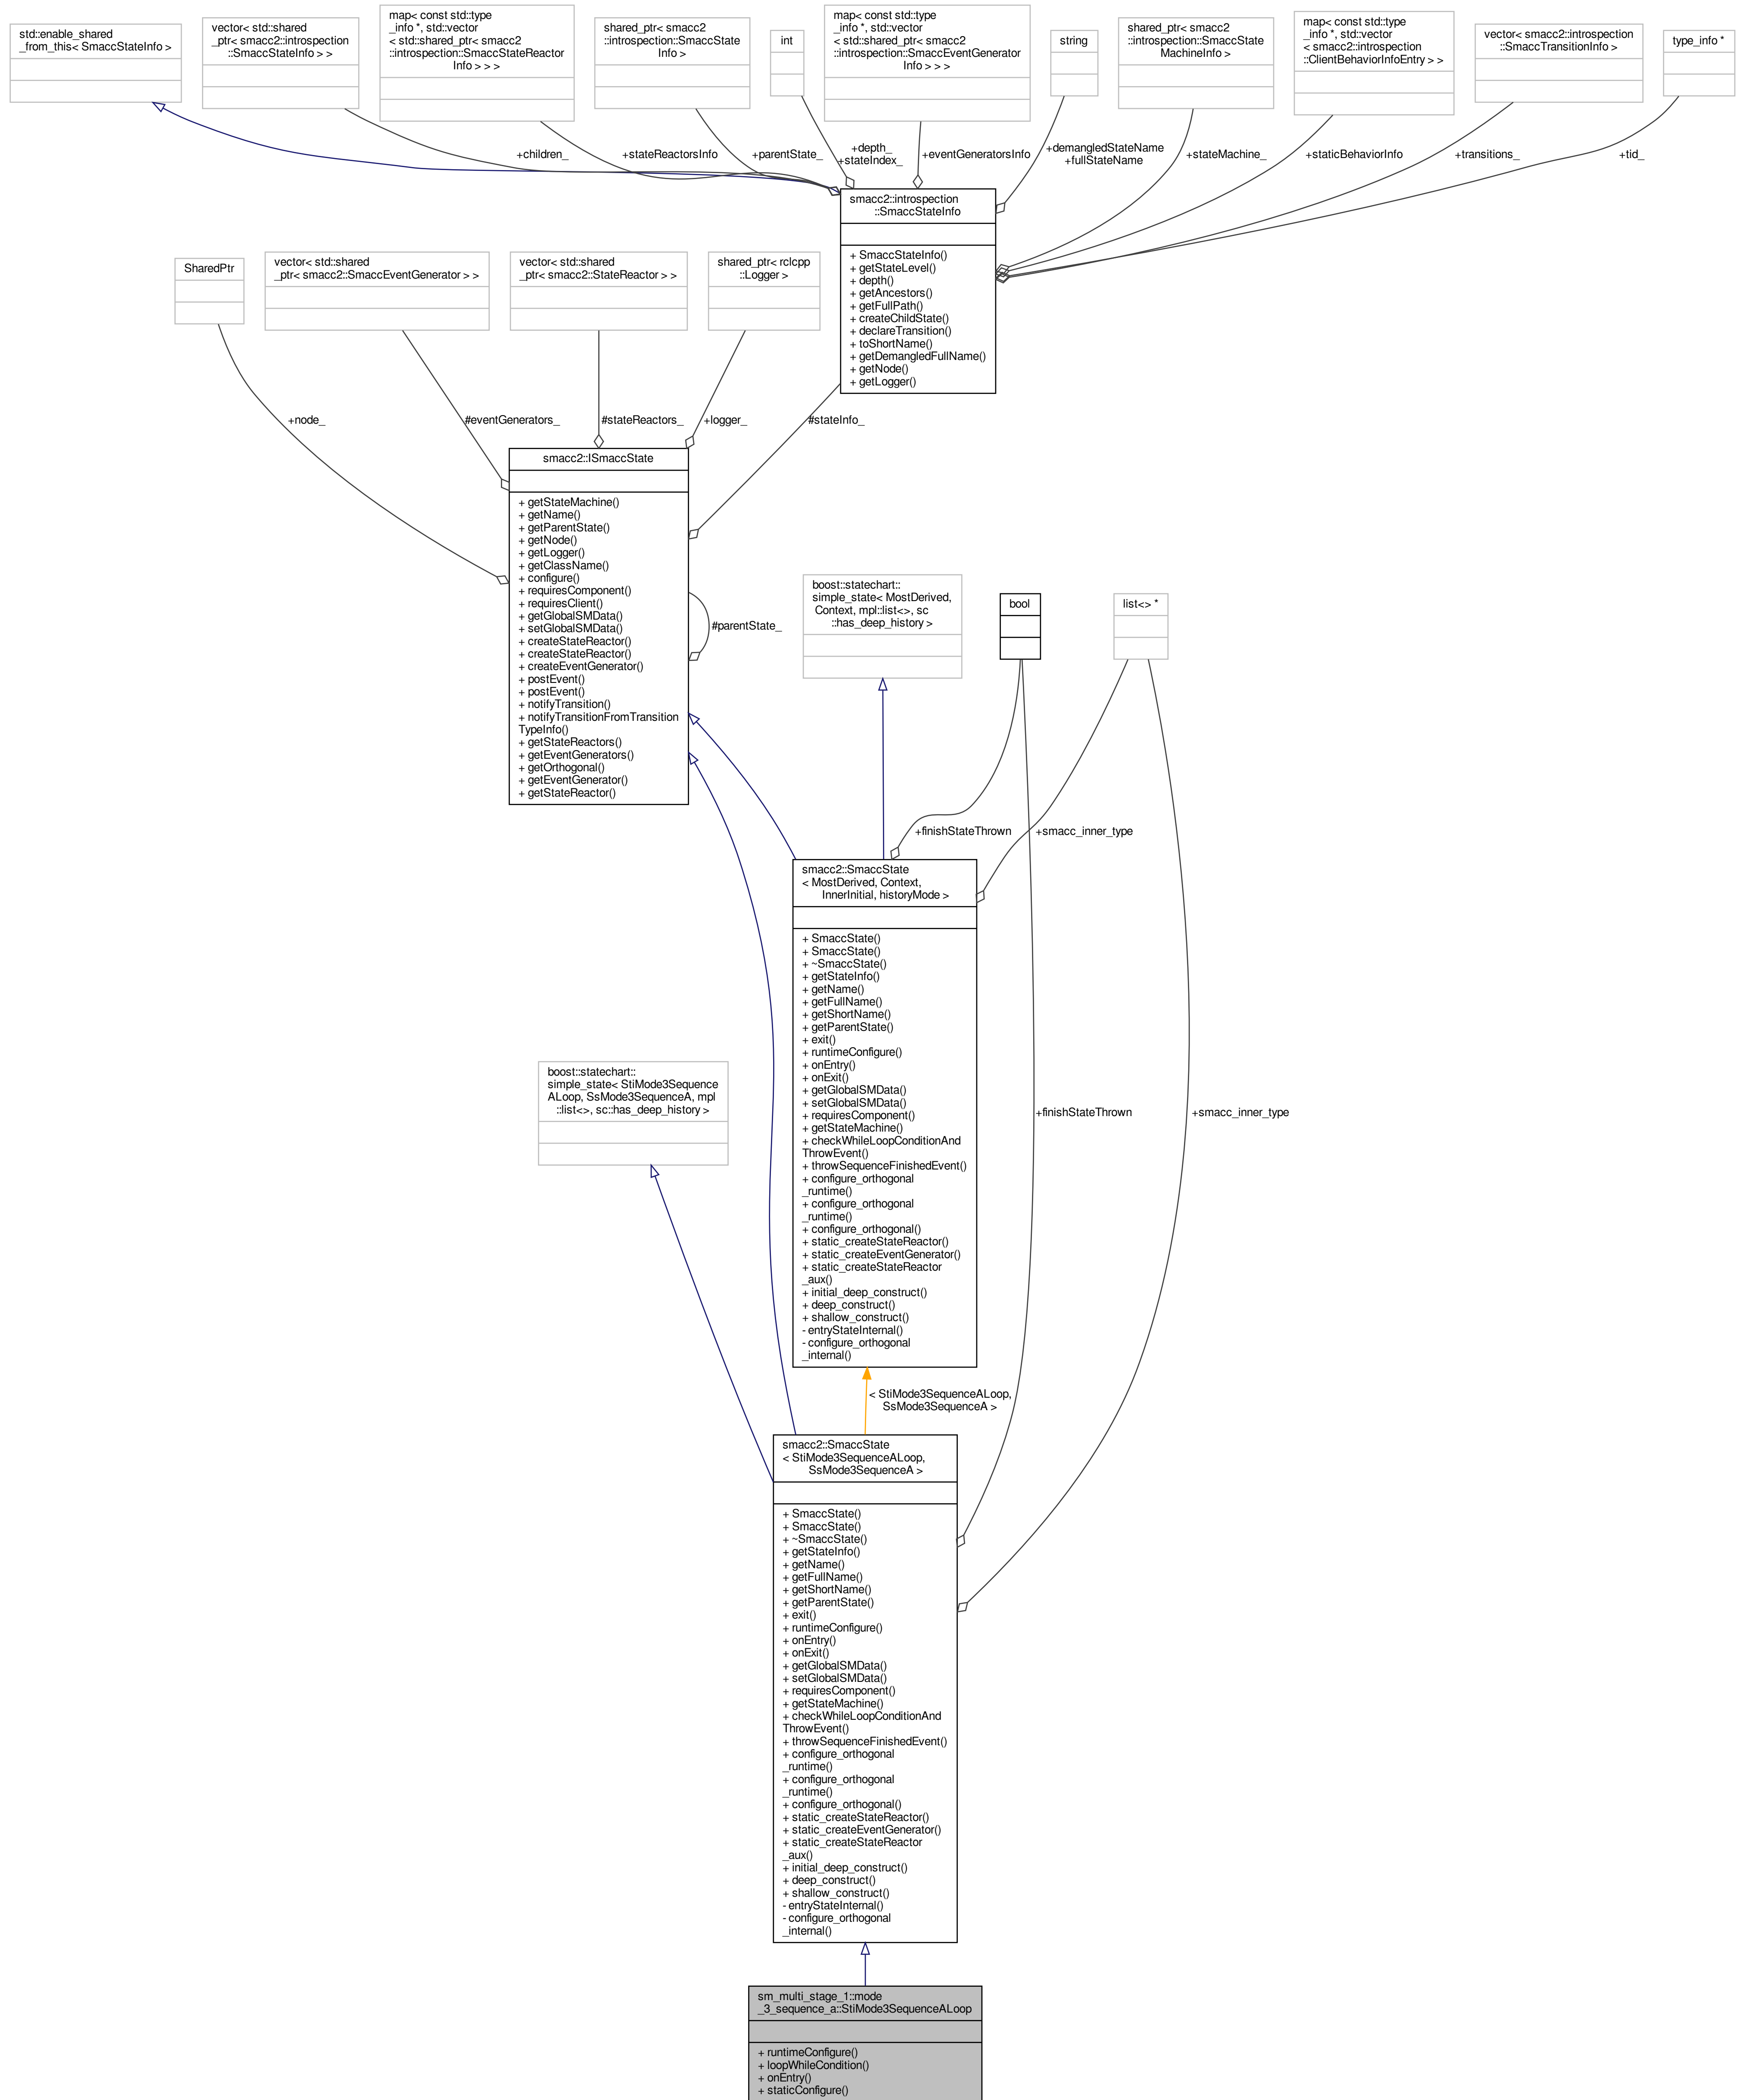 std::enable_shared
_from_this< SmaccStateInfo >
vector< std::shared
_ptr< smacc2::introspection
::SmaccStateInfo > >
map< const std::type
_info *, std::vector
< std::shared_ptr< smacc2
::introspection::SmaccStateReactor
Info > > >
shared_ptr< smacc2
::introspection::SmaccState
Info >
int
map< const std::type
_info *, std::vector
< std::shared_ptr< smacc2
::introspection::SmaccEventGenerator
Info > > >
string
shared_ptr< smacc2
::introspection::SmaccState
MachineInfo >
map< const std::type
_info *, std::vector
< smacc2::introspection
::ClientBehaviorInfoEntry > >
vector< smacc2::introspection
::SmaccTransitionInfo >
type_info *
+children_
+stateReactorsInfo
+parentState_
+depth_
+stateIndex_
+eventGeneratorsInfo
+demangledStateName
+fullStateName
+stateMachine_
+staticBehaviorInfo
+transitions_
+tid_
smacc2::introspection
::SmaccStateInfo
+ SmaccStateInfo()
+ getStateLevel()
+ depth()
+ getAncestors()
+ getFullPath()
+ createChildState()
+ declareTransition()
+ toShortName()
+ getDemangledFullName()
+ getNode()
+ getLogger()
SharedPtr
vector< std::shared
_ptr< smacc2::SmaccEventGenerator > >
vector< std::shared
_ptr< smacc2::StateReactor > >
shared_ptr< rclcpp
::Logger >
+node_
#eventGenerators_
#stateReactors_
+logger_
#stateInfo_
smacc2::ISmaccState
+ getStateMachine()
+ getName()
+ getParentState()
+ getNode()
+ getLogger()
+ getClassName()
+ configure()
+ requiresComponent()
+ requiresClient()
+ getGlobalSMData()
+ setGlobalSMData()
+ createStateReactor()
+ createStateReactor()
+ createEventGenerator()
+ postEvent()
+ postEvent()
+ notifyTransition()
+ notifyTransitionFromTransition
TypeInfo()
+ getStateReactors()
+ getEventGenerators()
+ getOrthogonal()
+ getEventGenerator()
+ getStateReactor()
#parentState_
boost::statechart::
simple_state< MostDerived,
Context, mpl::list<>, sc
::has_deep_history >
bool
list<> *
+finishStateThrown
+smacc_inner_type
smacc2::SmaccState
< MostDerived, Context,
InnerInitial, historyMode >
+ SmaccState()
+ SmaccState()
+ ~SmaccState()
+ getStateInfo()
+ getName()
+ getFullName()
+ getShortName()
+ getParentState()
+ exit()
+ runtimeConfigure()
+ onEntry()
+ onExit()
+ getGlobalSMData()
+ setGlobalSMData()
+ requiresComponent()
+ getStateMachine()
+ checkWhileLoopConditionAnd
ThrowEvent()
+ throwSequenceFinishedEvent()
+ configure_orthogonal
_runtime()
+ configure_orthogonal
_runtime()
+ configure_orthogonal()
+ static_createStateReactor()
+ static_createEventGenerator()
+ static_createStateReactor
_aux()
+ initial_deep_construct()
+ deep_construct()
+ shallow_construct()
- entryStateInternal()
- configure_orthogonal
_internal()
boost::statechart::
simple_state< StiMode3Sequence
ALoop, SsMode3SequenceA, mpl
::list<>, sc::has_deep_history >
+finishStateThrown
+smacc_inner_type
< StiMode3SequenceALoop,
SsMode3SequenceA >
smacc2::SmaccState
< StiMode3SequenceALoop,
SsMode3SequenceA >
+ SmaccState()
+ SmaccState()
+ ~SmaccState()
+ getStateInfo()
+ getName()
+ getFullName()
+ getShortName()
+ getParentState()
+ exit()
+ runtimeConfigure()
+ onEntry()
+ onExit()
+ getGlobalSMData()
+ setGlobalSMData()
+ requiresComponent()
+ getStateMachine()
+ checkWhileLoopConditionAnd
ThrowEvent()
+ throwSequenceFinishedEvent()
+ configure_orthogonal
_runtime()
+ configure_orthogonal
_runtime()
+ configure_orthogonal()
+ static_createStateReactor()
+ static_createEventGenerator()
+ static_createStateReactor
_aux()
+ initial_deep_construct()
+ deep_construct()
+ shallow_construct()
- entryStateInternal()
- configure_orthogonal
_internal()
sm_multi_stage_1::mode
_3_sequence_a::StiMode3SequenceALoop
+ runtimeConfigure()
+ loopWhileCondition()
+ onEntry()
+ staticConfigure()